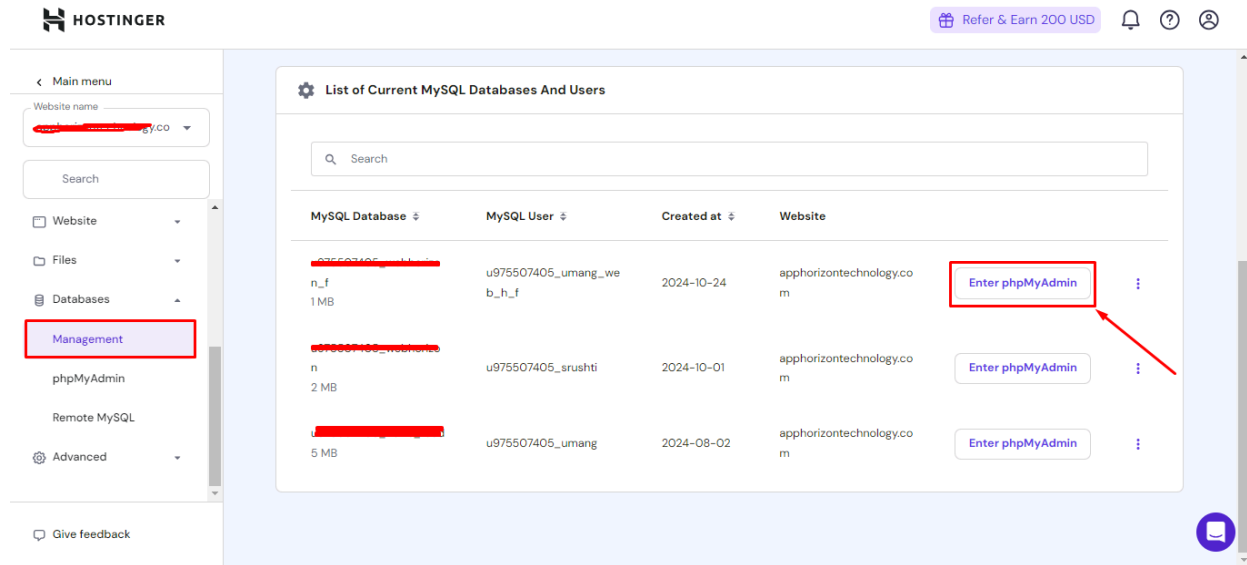 HOSTINGER
Refer & Earn 200 USD
Main menu
Website name
.co
Search
Website
Files
Databases
Management
phpMyAdmin
Remote MySQL
Advanced
Give feedback
List of Current MySQL Databases And Users
Search
MySQL Database MySQL User Created at Website
n_f
1 MB
u975507405_umang_we
b_h_f
2024-10-24
apphorizontechnology.co
m
Enter phpMyAdmin
n
2 MB
u975507405_srushti
2024-10-01
apphorizontechnology.co
m
Enter phpMyAdmin
5 MB
u975507405_umang
2024-08-02
apphorizontechnology.co
m
Enter phpMyAdmin